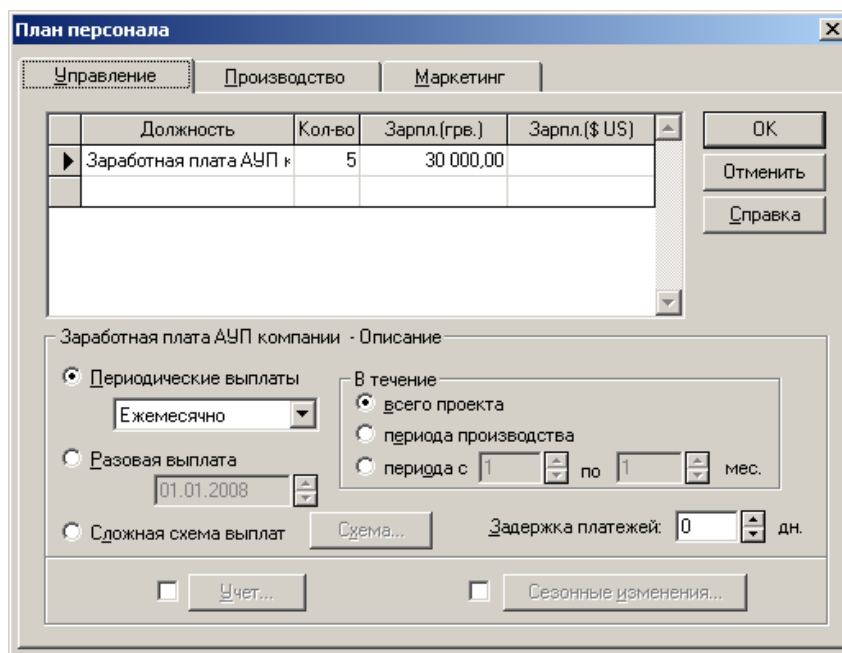 План персонала
Управление Производство Маркетинг
Должность Кол-во Зарпл.(грв.) Зарпл.($ US)
Заработная плата АУП к 5 30 000,00
OK
Отменить
Справка
Заработная плата АУП компании - Описание
Периодические выплаты
Ежемесячно
Разовая выплата
01.01.2008
Сложная схема выплат Схема...
В течение
всего проекта
периода производства
периода с 1 по 1 мес.
Задержка платежей: 0 дн.
Учет... Сезонные изменения...